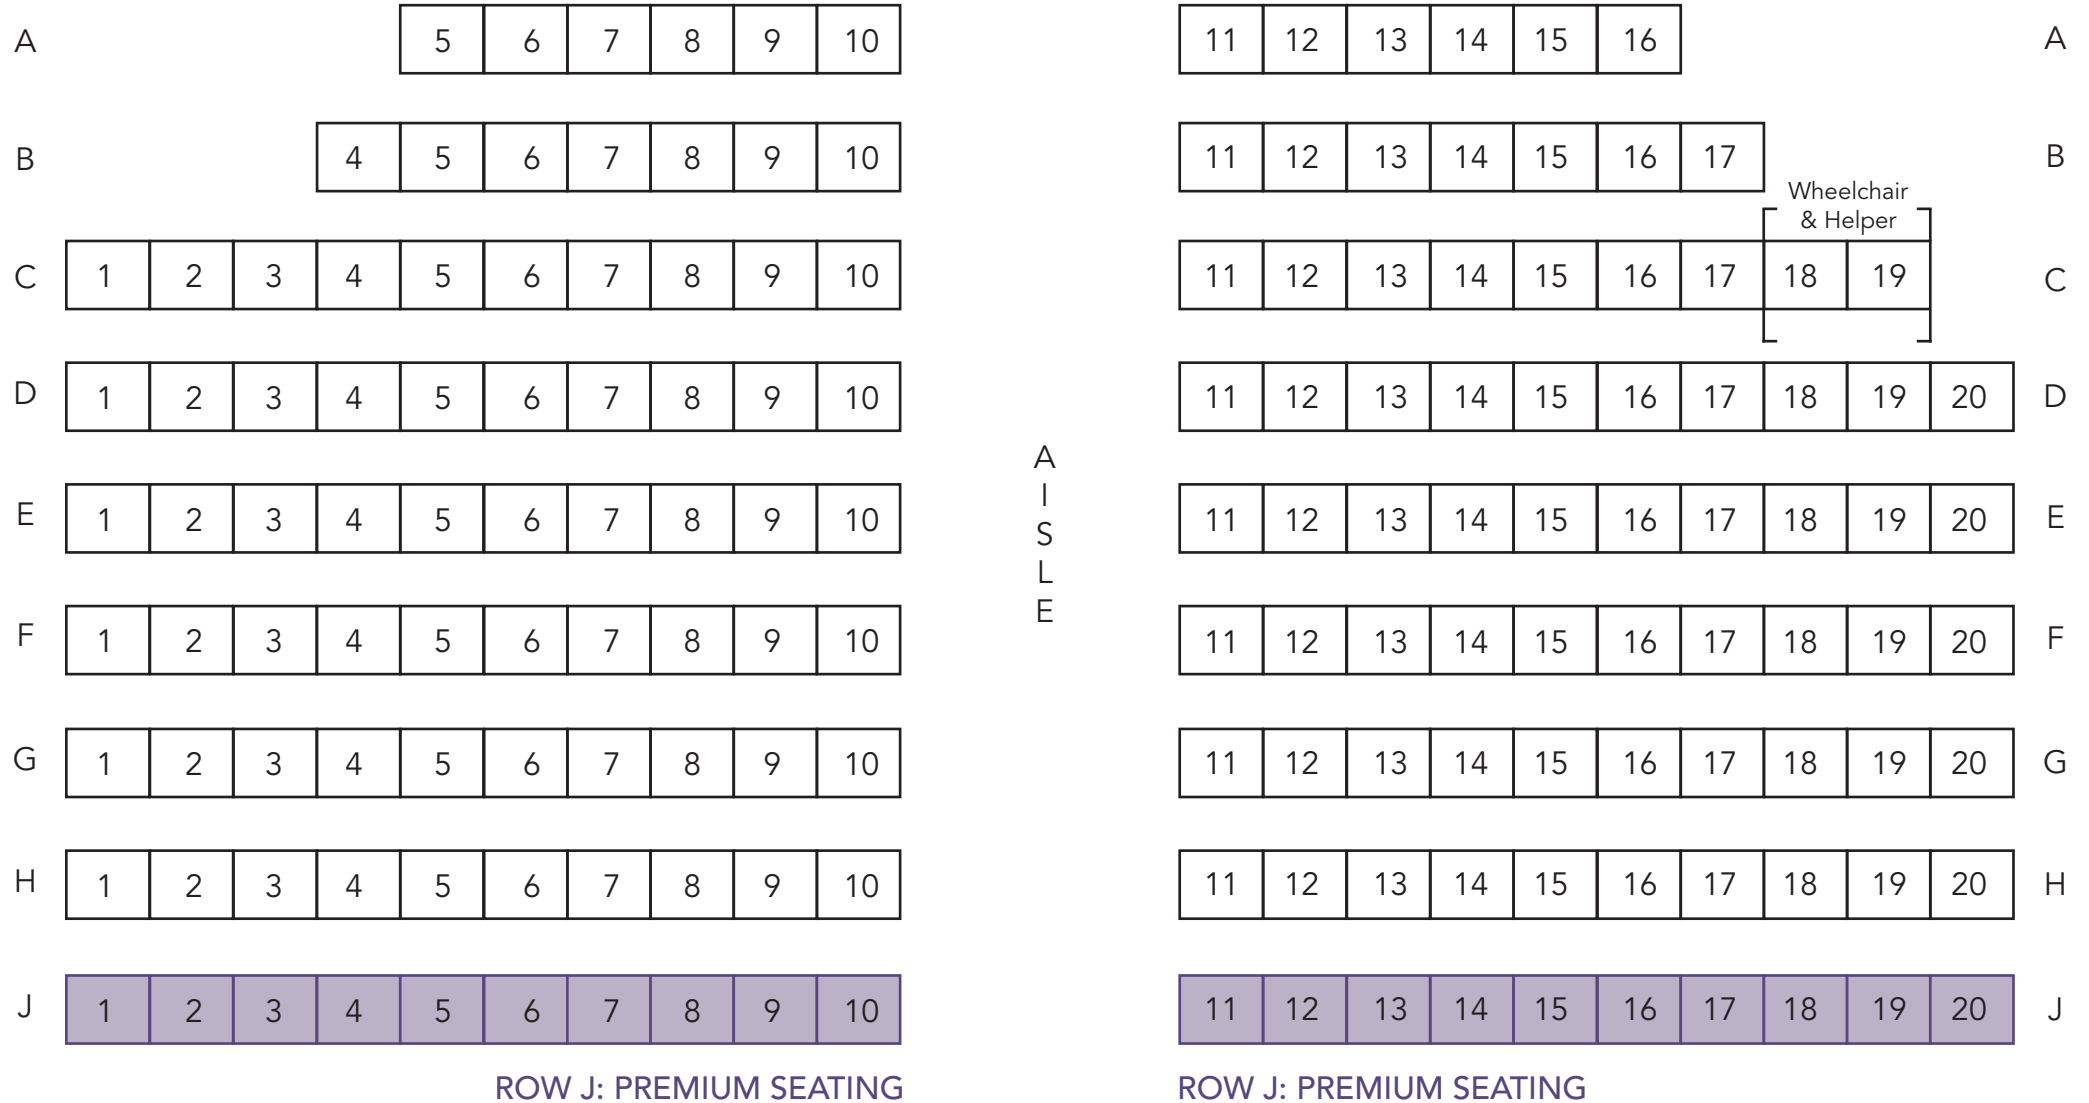 A 5 6 7 8 9 10 11 12 13 14 15 16 A
B 4 5 6 7 8 9 10 11 12 13 14 15 16 17 B
Wheelchair
& Helper
C 1 2 3 4 5 6 7 8 9 10 11 12 13 14 15 16 17 18 19 C
D 1 2 3 4 5 6 7 8 9 10 11 12 13 14 15 16 17 18 19 20 D
A
I
S
L
E
E 1 2 3 4 5 6 7 8 9 10 11 12 13 14 15 16 17 18 19 20 E
F 1 2 3 4 5 6 7 8 9 10 11 12 13 14 15 16 17 18 19 20 F
G 1 2 3 4 5 6 7 8 9 10 11 12 13 14 15 16 17 18 19 20 G
H 1 2 3 4 5 6 7 8 9 10 11 12 13 14 15 16 17 18 19 20 H
J 1 2 3 4 5 6 7 8 9 10 11 12 13 14 15 16 17 18 19 20 J
ROW J: PREMIUM SEATING ROW J: PREMIUM SEATING